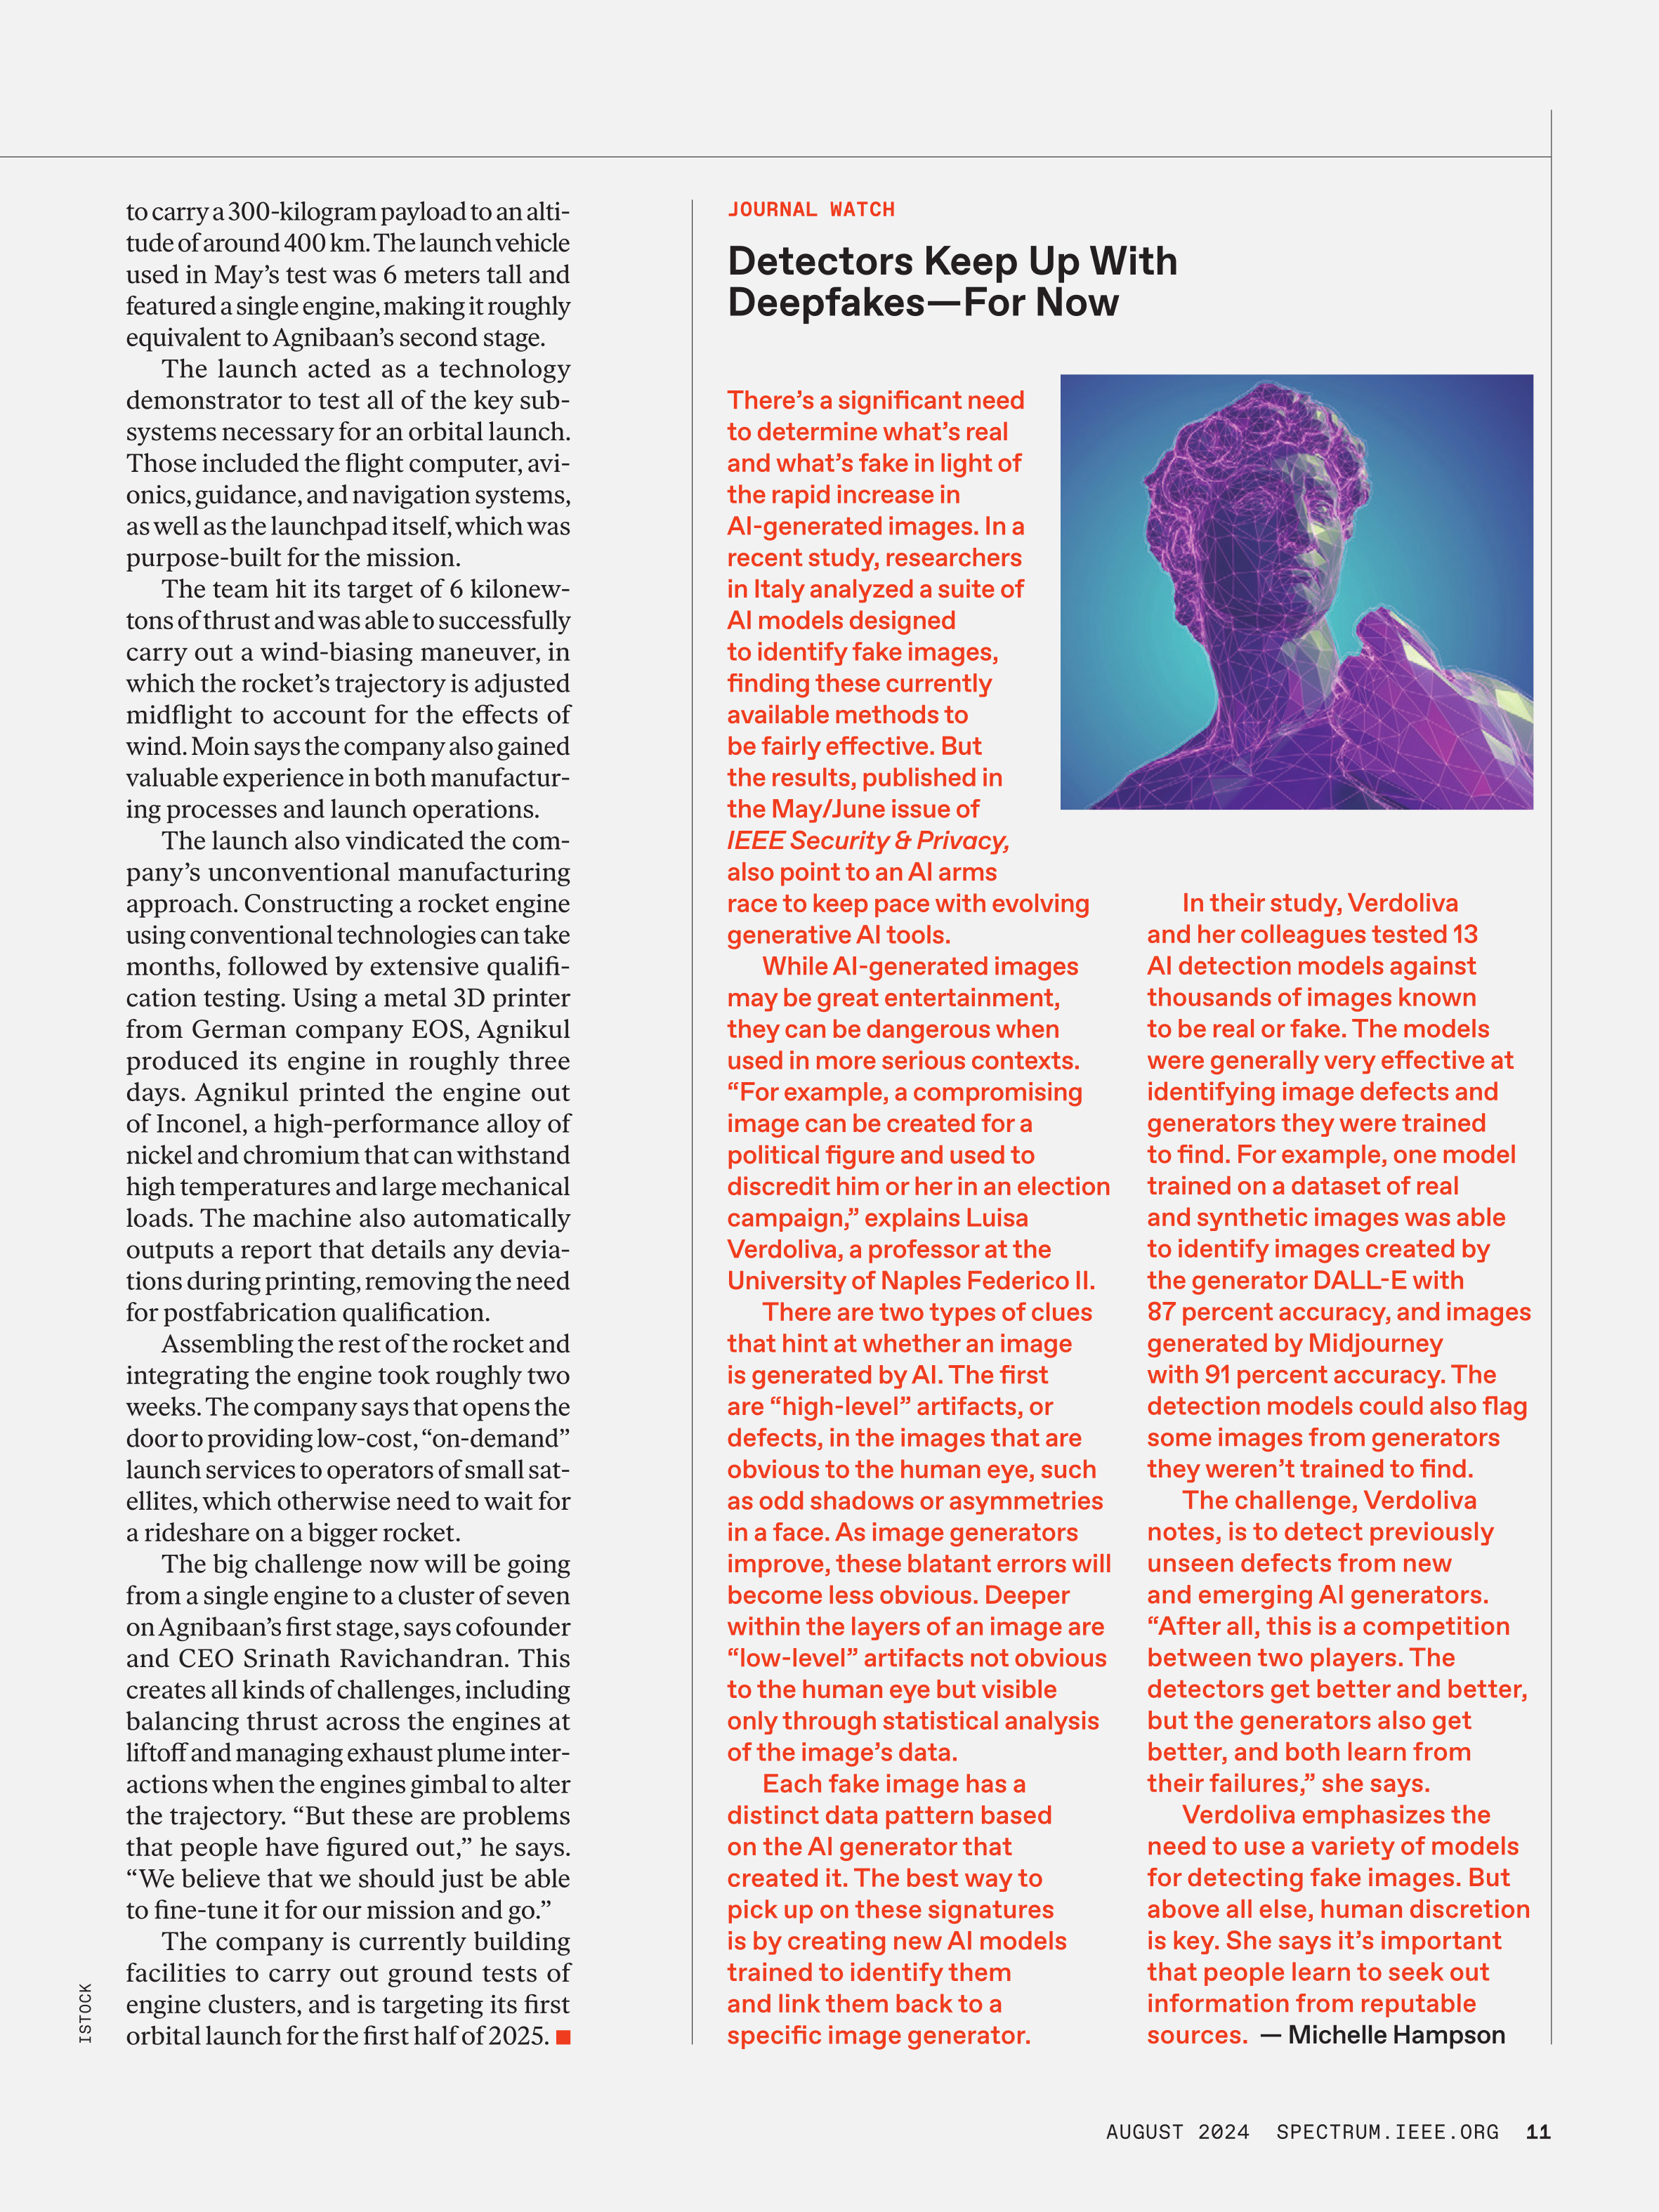 to carry a 300-kilogram payload to an alti-
tude of around 400 km. The launch vehicle
used in May’s test was 6 meters tall and
featured a single engine, making it roughly
equivalent to Agnibaan’s second stage.
The launch acted as a technology
demonstrator to test all of the key sub-
systems necessary for an orbital launch.
Those included the flight computer, avi-
onics, guidance, and navigation systems,
as well as the launchpad itself, which was
purpose-built for the mission.
The team hit its target of 6 kilonew-
tons of thrust and was able to successfully
carry out a wind-biasing maneuver, in
which the rocket’s trajectory is adjusted
midflight to account for the effects of
wind. Moin says the company also gained
valuable experience in both manufactur-
ing processes and launch operations.
The launch also vindicated the com-
pany’s unconventional manufacturing
approach. Constructing a rocket engine
using conventional technologies can take
months, followed by extensive qualifi-
cation testing. Using a metal 3D printer
from German company EOS, Agnikul
produced its engine in roughly three
days. Agnikul printed the engine out
of Inconel, a high-performance alloy of
nickel and chromium that can withstand
high temperatures and large mechanical
loads. The machine also automatically
outputs a report that details any devia-
tions during printing, removing the need
for postfabrication qualification.
Assembling the rest of the rocket and
integrating the engine took roughly two
weeks. The company says that opens the
door to providing low-cost, “on-demand”
launch services to operators of small sat-
ellites, which otherwise need to wait for
a rideshare on a bigger rocket.
The big challenge now will be going
from a single engine to a cluster of seven
on Agnibaan’s first stage, says cofounder
and CEO Srinath Ravichandran. This
creates all kinds of challenges, including
balancing thrust across the engines at
liftoff and managing exhaust plume inter-
actions when the engines gimbal to alter
the trajectory. “But these are problems
that people have figured out,” he says.
“We believe that we should just be able
to fine-tune it for our mission and go.”
The company is currently building
facilities to carry out ground tests of
engine clusters, and is targeting its first
orbital launch for the first half of 2025.
ISTOCK
JOURNAL WATCH
Detectors Keep Up With
Deepfakes—For Now
There’s a significant need
to determine what’s real
and what’s fake in light of
the rapid increase in
AI-generated images. In a
recent study, researchers
in Italy analyzed a suite of
AI models designed
to identify fake images,
finding these currently
available methods to
be fairly effective. But
the results, published in
the May/June issue of
IEEE Security & Privacy,
also point to an AI arms
race to keep pace with evolving
generative AI tools.
While AI-generated images
may be great entertainment,
they can be dangerous when
used in more serious contexts.
“For example, a compromising
image can be created for a
political figure and used to
discredit him or her in an election
campaign,” explains Luisa
Verdoliva, a professor at the
University of Naples Federico II.
There are two types of clues
that hint at whether an image
is generated by AI. The first
are “high-level” artifacts, or
defects, in the images that are
obvious to the human eye, such
as odd shadows or asymmetries
in a face. As image generators
improve, these blatant errors will
become less obvious. Deeper
within the layers of an image are
“low-level” artifacts not obvious
to the human eye but visible
only through statistical analysis
of the image’s data.
Each fake image has a
distinct data pattern based
on the AI generator that
created it. The best way to
pick up on these signatures
is by creating new AI models
trained to identify them
and link them back to a
specific image generator.
In their study, Verdoliva
and her colleagues tested 13
AI detection models against
thousands of images known
to be real or fake. The models
were generally very effective at
identifying image defects and
generators they were trained
to find. For example, one model
trained on a dataset of real
and synthetic images was able
to identify images created by
the generator DALL-E with
87 percent accuracy, and images
generated by Midjourney
with 91 percent accuracy. The
detection models could also flag
some images from generators
they weren’t trained to find.
The challenge, Verdoliva
notes, is to detect previously
unseen defects from new
and emerging AI generators.
“After all, this is a competition
between two players. The
detectors get better and better,
but the generators also get
better, and both learn from
their failures,” she says.
Verdoliva emphasizes the
need to use a variety of models
for detecting fake images. But
above all else, human discretion
is key. She says it’s important
that people learn to seek out
information from reputable
sources. — Michelle Hampson
AUGUST 2024 SPECTRUM.IEEE.ORG 11